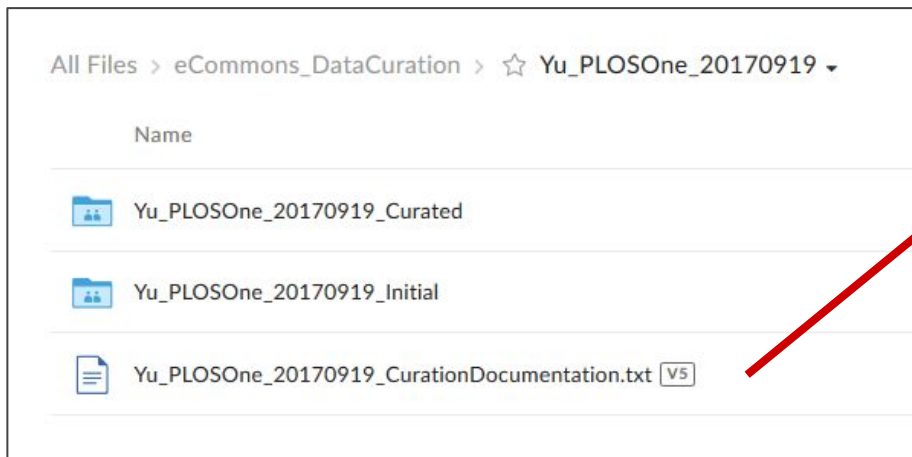 All Files > eCommons_DataCuration > ☆ Yu_PLOSOne_20170919 ▾
Name
Yu_PLOSOne_20170919_Curated
Yu_PLOSOne_20170919_Initial
Yu_PLOSOne_20170919_CurationDocumentation.txt V5